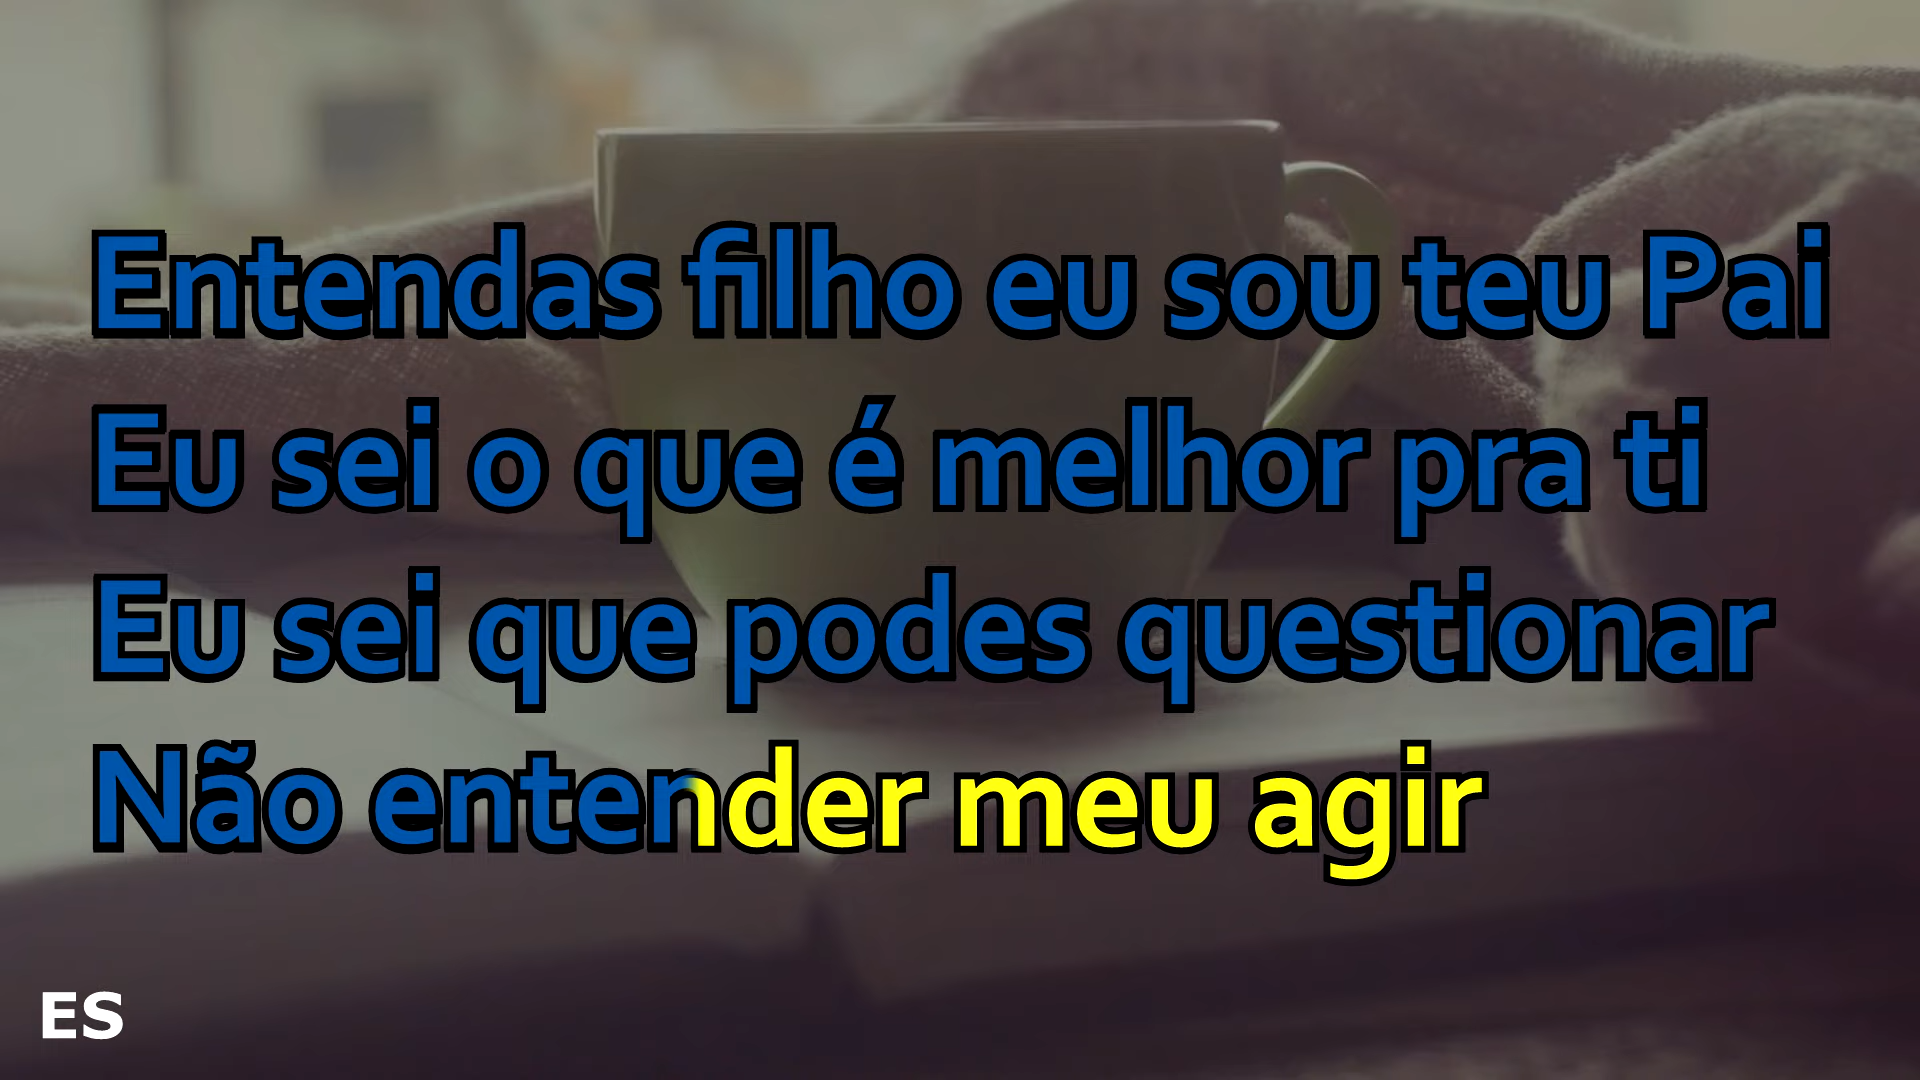 Entendas filho eu sou teu Pai
Eu sei o que é melhor pra ti
Eu sei que podes questionar
Não entender meu agir
ES